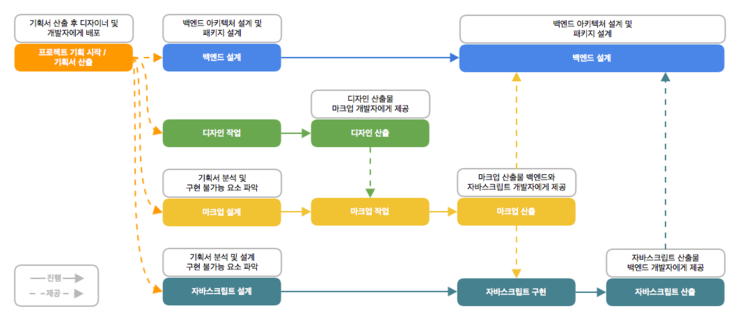 기획서 산출 후 디자이너 및
개발자에게 배포
프로젝트 기획 시작 /
기획서 산출
백엔드 아키텍처 설계 및
패키지 설계
백엔드 설계
백엔드 아키텍처 설계 및
패키지 설계
백엔드 설계
디자인 작업
디자인 산출물
마크업 개발자에게 제공
디자인 산출
기획서 분석 및
구현 불가능 요소 파악
마크업 설계
마크업 작업
마크업 산출물 백엔드와
자바스크립트 개발자에게 제공
마크업 산출
기획서 분석 및 설계
구현 불가능 요소 파악
자바스크립트 설계
자바스크립트 구현
자바스크립트 산출물
백엔드 개발자에게 제공
자바스크립트 산출
진행
제공